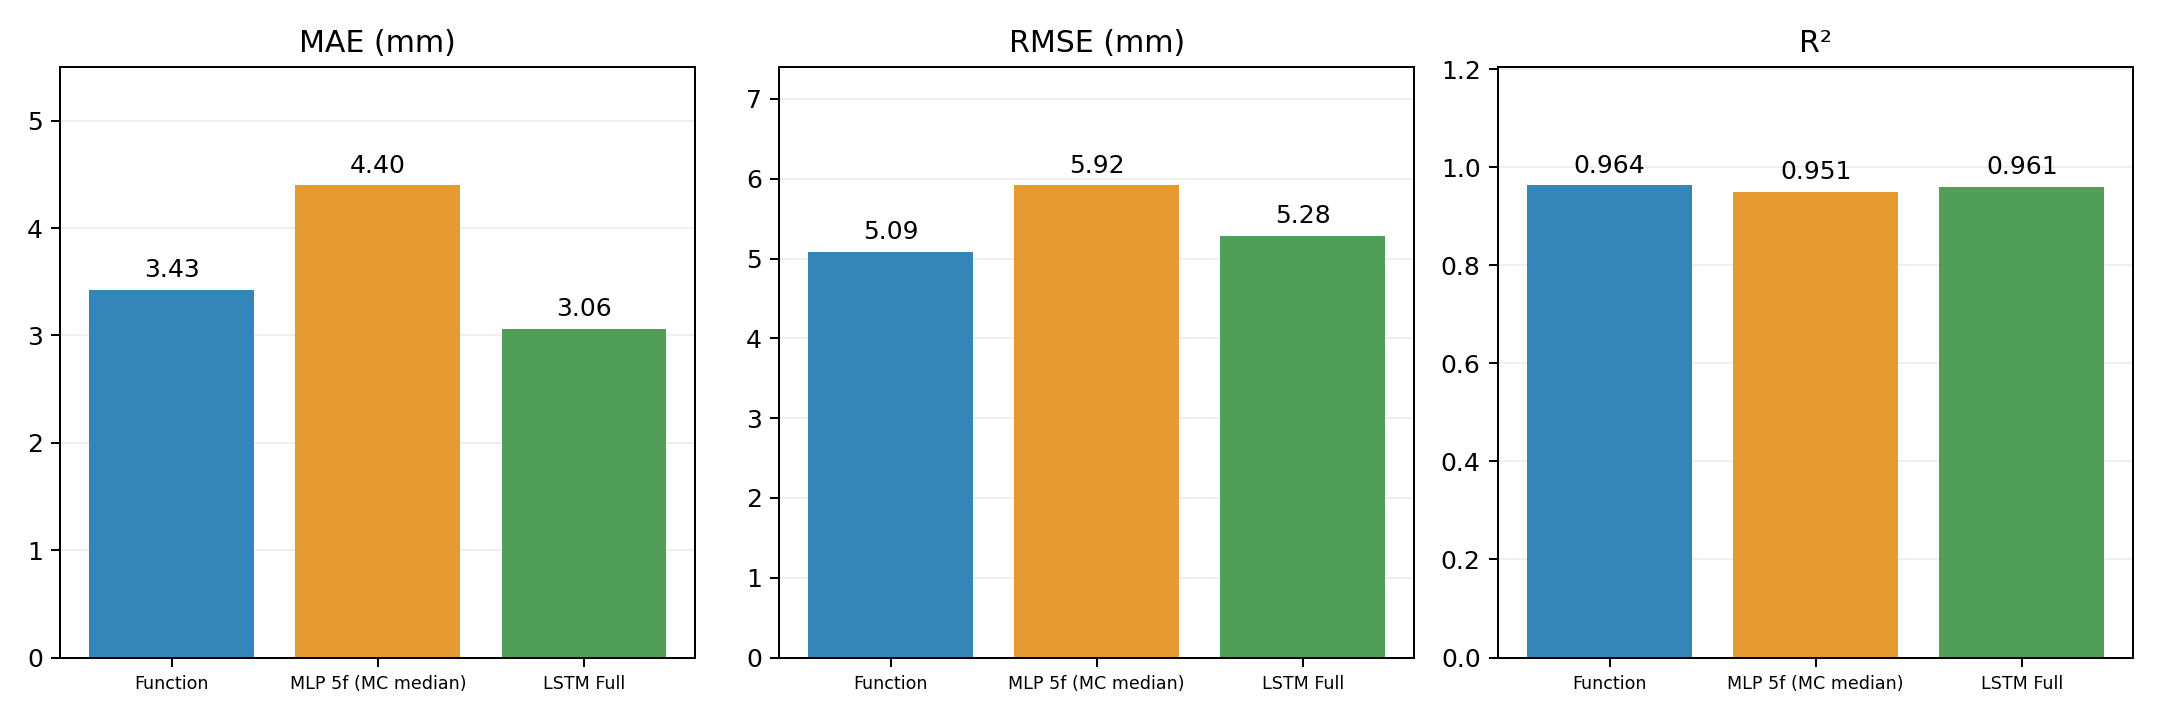 MAE (mm)
5
4
3
2
1
0
3.43
4.40
3.06
Function
MLP 5f (MC median)
LSTM Full
RMSE (mm)
7
6
5
4
3
2
1
0
5.09
5.92
5.28
Function
MLP 5f (MC median)
LSTM Full
R²
1.2
1.0
0.8
0.6
0.4
0.2
0.0
0.964
0.951
0.961
Function
MLP 5f (MC median)
LSTM Full